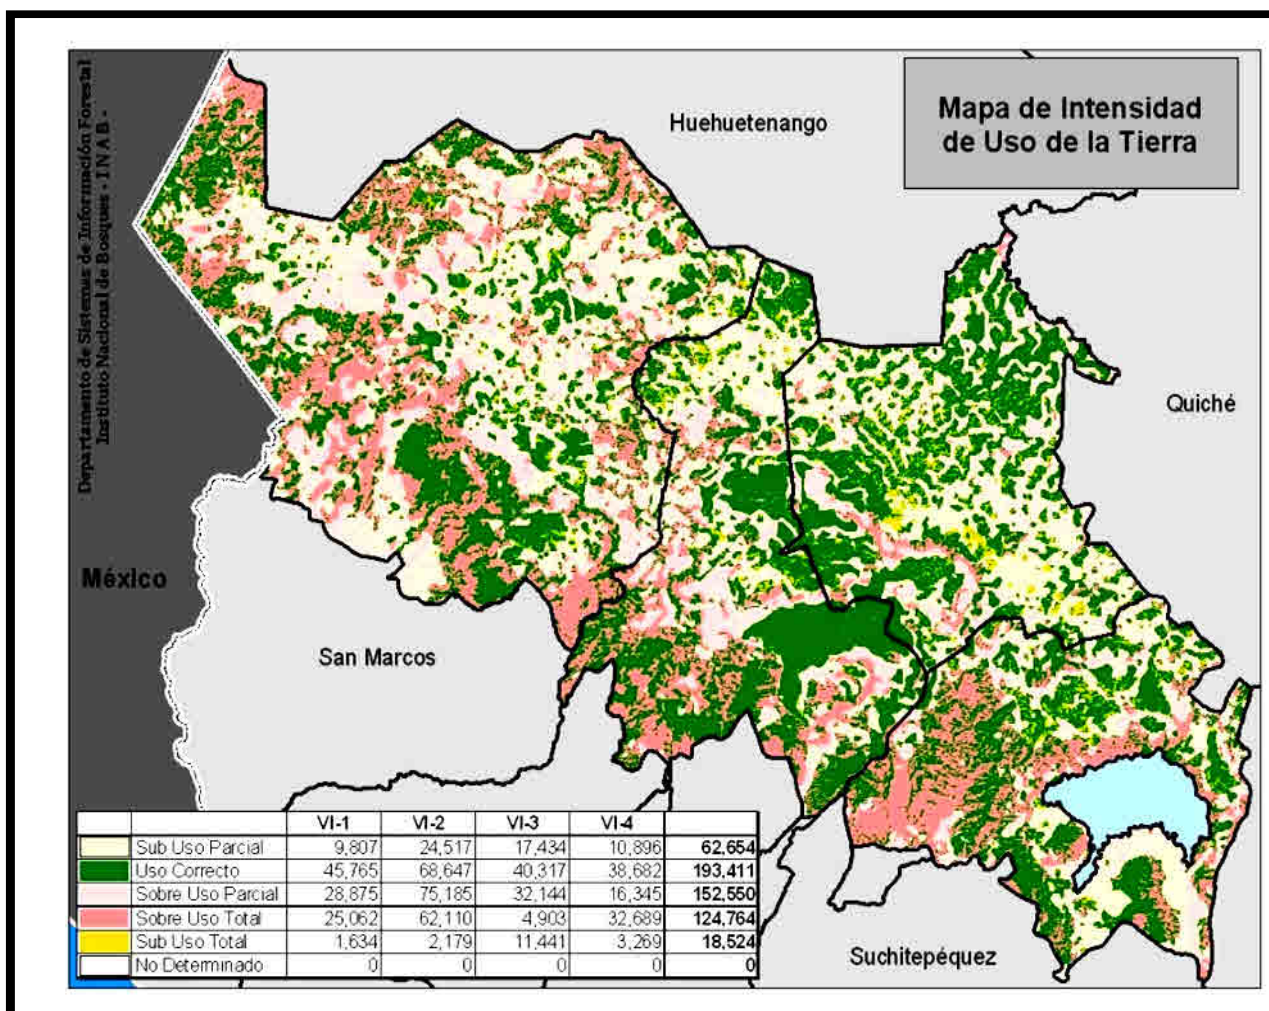 Departamento de Sistemas de Información Forestal
Instituto Nacional de Bosques - I N A B -
Mapa de Intensidad
de Uso de la Tierra
Huehuetenango
Quiché
México
San Marcos
Suchitepéquez
VI-1 VI-2 VI-3 VI-4
Sub Uso Parcial 9,807 24,517 17,434 10,896 62,654
Uso Correcto 45,765 68,647 40,317 38,682 193,411
Sobre Uso Parcial 28,875 75,185 32,144 16,345 152,550
Sobre Uso Total 25,062 62,110 4,903 32,689 124,764
Sub Uso Total 1,634 2,179 11,441 3,269 18,524
No Determinado 0 0 0 0 0